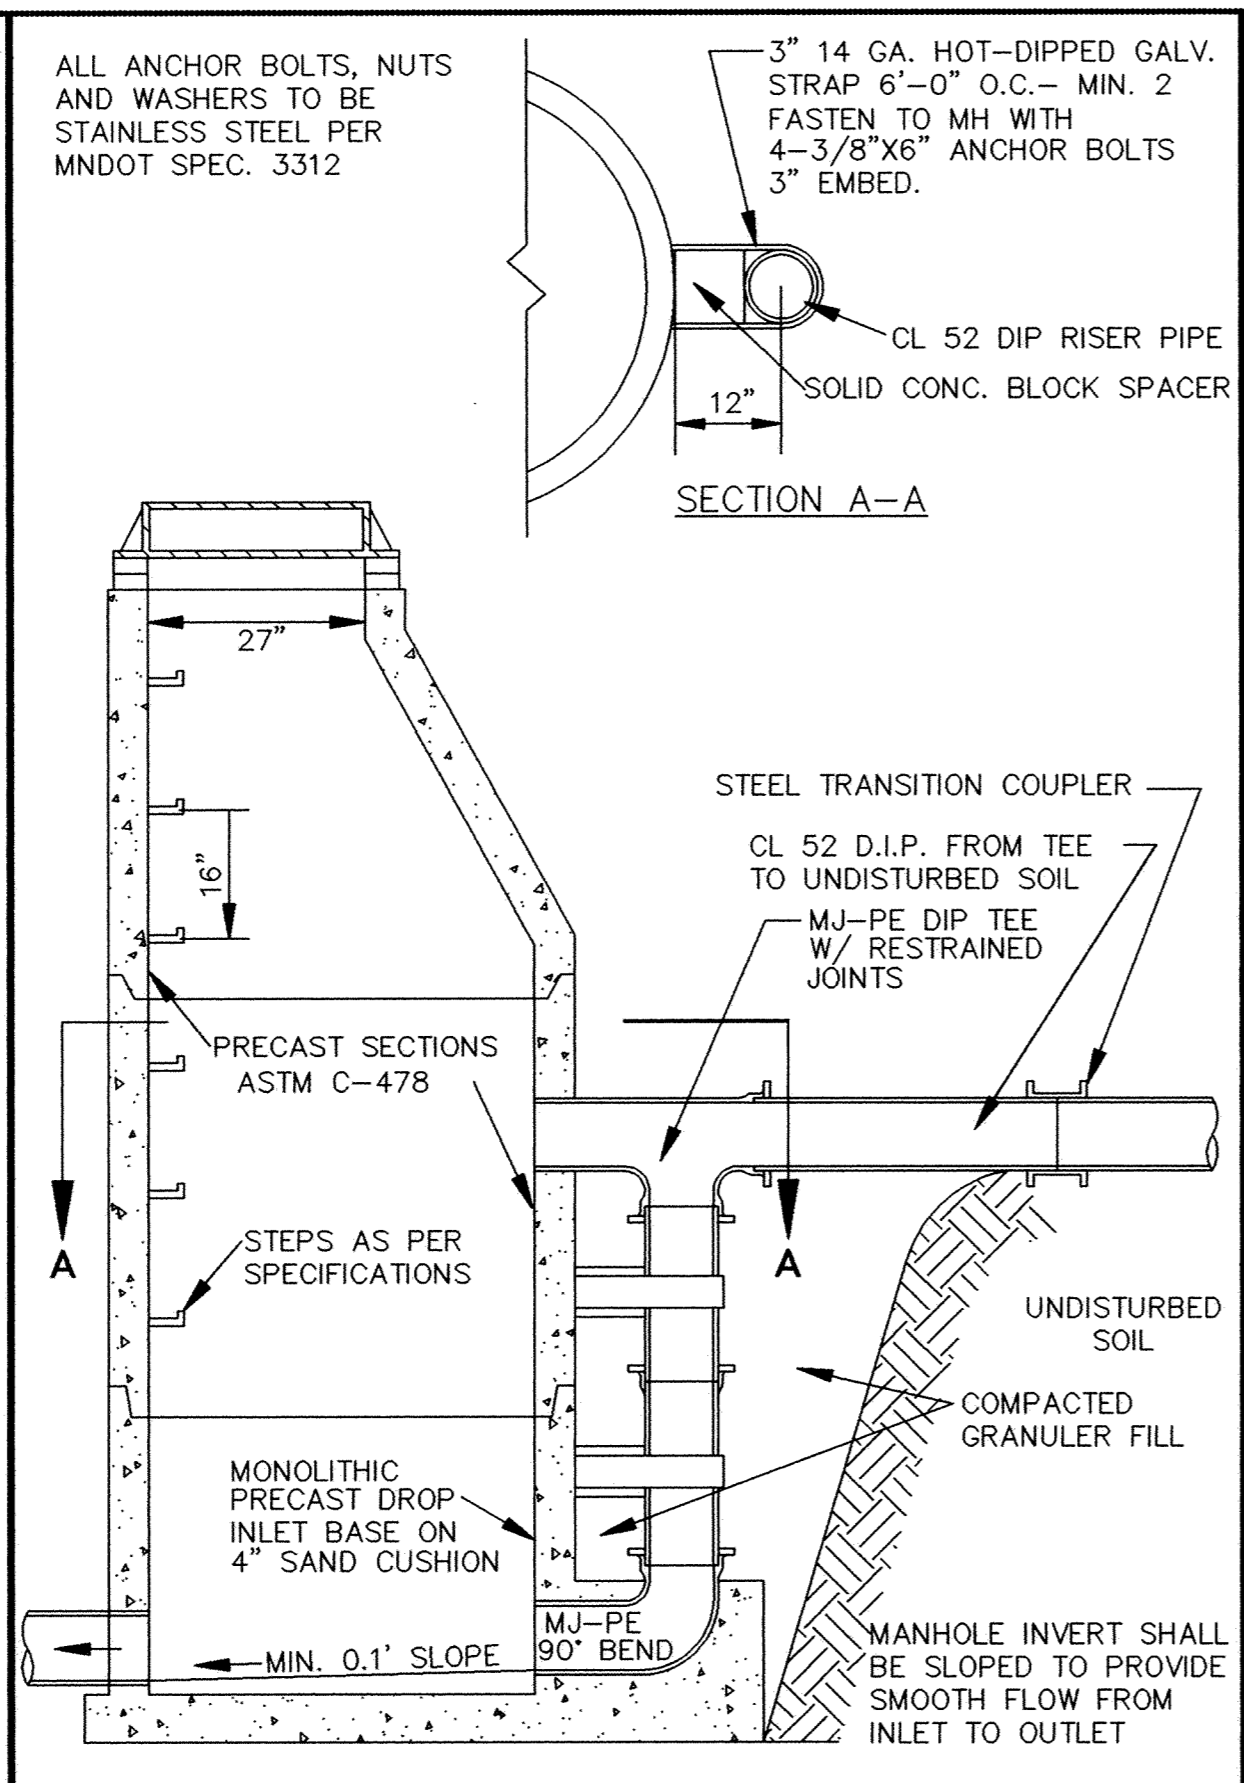 ALL ANCHOR BOLTS, NUTS
AND WASHERS TO BE
STAINLESS STEEL PER
MNDOT SPEC. 3312
3" 14 GA. HOT-DIPPED GALV.
STRAP 6'-0" O.C.- MIN. 2
FASTEN TO MH WITH
4-3/8"X6" ANCHOR BOLTS
3" EMBED.
CL 52 DIP RISER PIPE
SOLID CONC. BLOCK SPACER
12"
SECTION A-A
27"
16"
STEEL TRANSITION COUPLER
CL 52 D.I.P. FROM TEE
TO UNDISTURBED SOIL
MJ-PE DIP TEE
W/ RESTRAINED
JOINTS
PRECAST SECTIONS
ASTM C-478
A
A
STEPS AS PER
SPECIFICATIONS
UNDISTURBED
SOIL
COMPACTED
GRANULER FILL
MONOLITHIC
PRECAST DROP
INLET BASE ON
4" SAND CUSHION
MJ-PE
90° BEND
MIN. 0.1' SLOPE
MANHOLE INVERT SHALL
BE SLOPED TO PROVIDE
SMOOTH FLOW FROM
INLET TO OUTLET